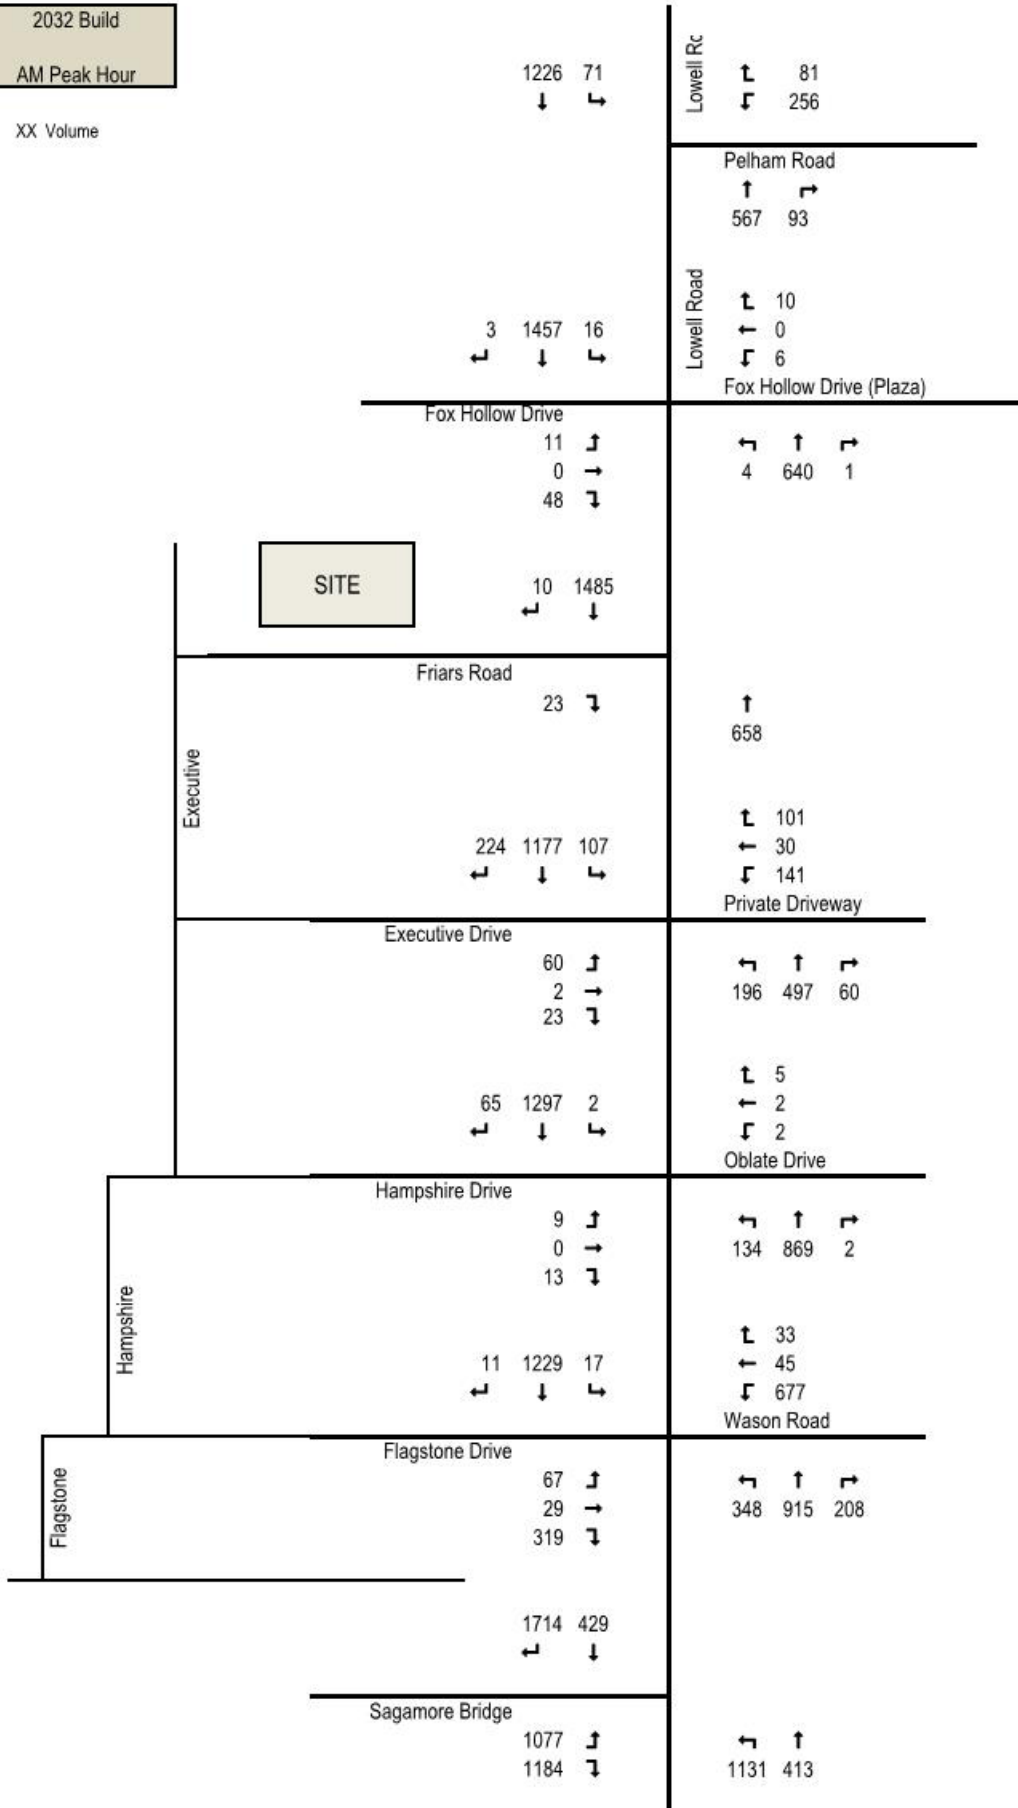 2032 Build
AM Peak Hour
XX Volume
1226 71
Lowell Rc
81
256
Pelham Road
567 93
Lowell Road
10
0
6
3 1457 16
Fox Hollow Drive (Plaza)
Fox Hollow Drive
11
0
48
4 640 1
SITE
10 1485
Friars Road
23
658
Executive
101
30
141
224 1177 107
Private Driveway
Executive Drive
60
2
23
196 497 60
5
2
2
65 1297 2
Oblate Drive
Hampshire Drive
9
0
13
134 869 2
Hampshire
33
45
677
11 1229 17
Wason Road
Flagstone Drive
67
29
319
348 915 208
Flagstone
1714 429
Sagamore Bridge
1077
1184
1131 413